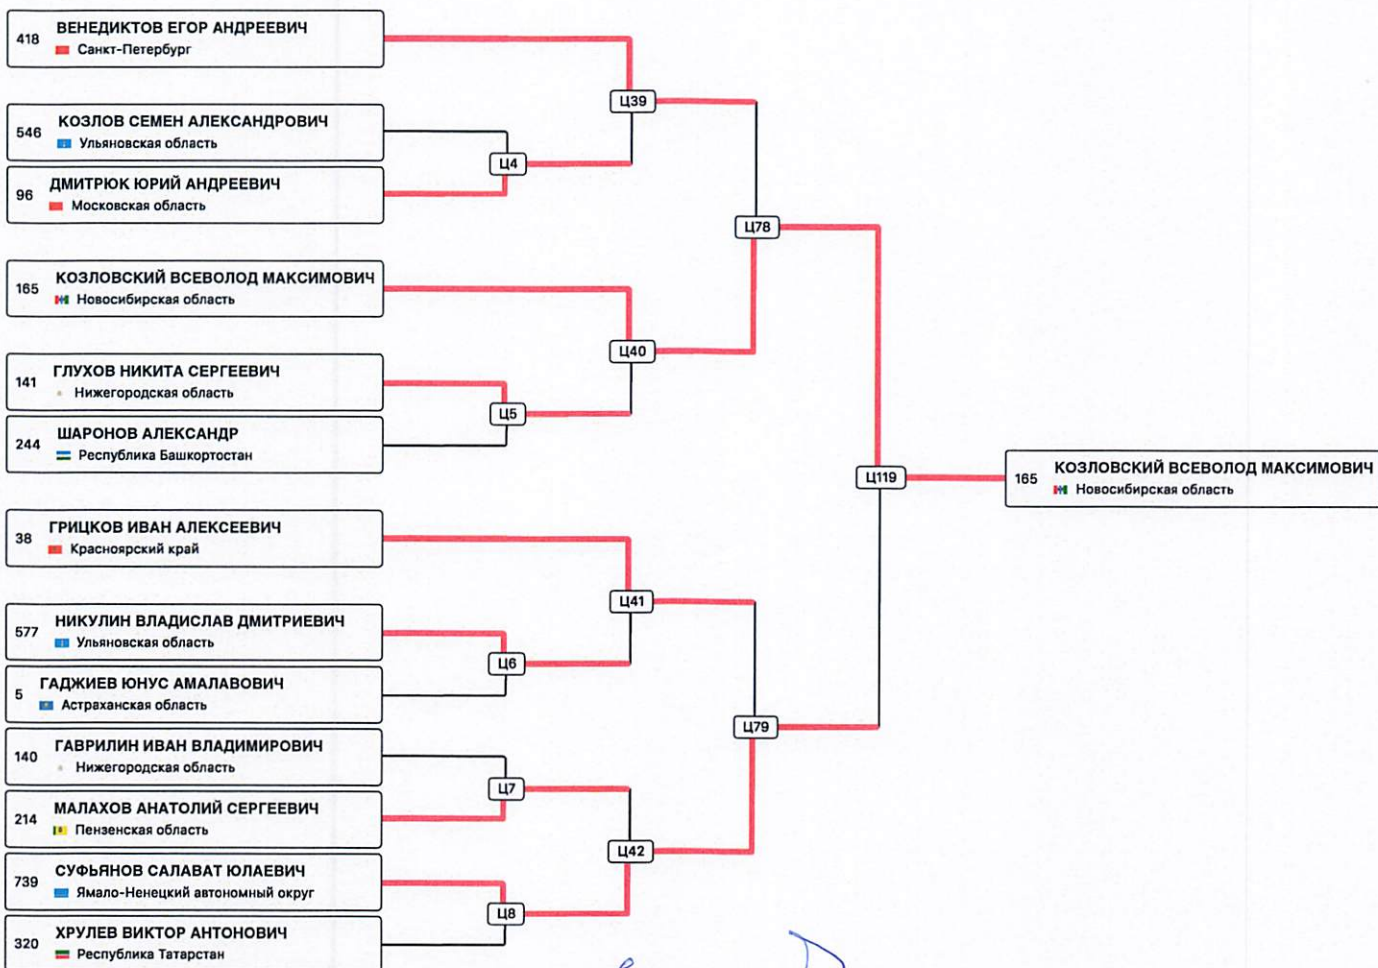 418 ВЕНЕДИКТОВ ЕГОР АНДРЕЕВИЧ
Санкт-Петербург
Ц39
546 КОЗЛОВ СЕМЕН АЛЕКСАНДРОВИЧ
Ульяновская область
Ц4
96 ДМИТРЮК ЮРИЙ АНДРЕЕВИЧ
Московская область
Ц78
165 КОЗЛОВСКИЙ ВСЕВОЛОД МАКСИМОВИЧ
Новосибирская область
Ц40
141 ГЛУХОВ НИКИТА СЕРГЕЕВИЧ
Нижегородская область
Ц5
244 ШАРОНОВ АЛЕКСАНДР
Республика Башкортостан
Ц119
165 КОЗЛОВСКИЙ ВСЕВОЛОД МАКСИМОВИЧ
Новосибирская область
38 ГРИЦКОВ ИВАН АЛЕКСЕЕВИЧ
Красноярский край
Ц41
577 НИКУЛИН ВЛАДИСЛАВ ДМИТРИЕВИЧ
Ульяновская область
Ц6
5 ГАДЖИЕВ ЮНУС АМАЛАВОВИЧ
Астраханская область
Ц79
140 ГАВРИЛИН ИВАН ВЛАДИМИРОВИЧ
Нижегородская область
Ц7
214 МАЛАХОВ АНАТОЛИЙ СЕРГЕЕВИЧ
Пензенская область
Ц42
739 СУФЬЯНОВ САЛАВАТ ЮЛАЕВИЧ
Ямало-Ненецкий автономный округ
Ц8
320 ХРУЛЕВ ВИКТОР АНТОНОВИЧ
Республика Татарстан